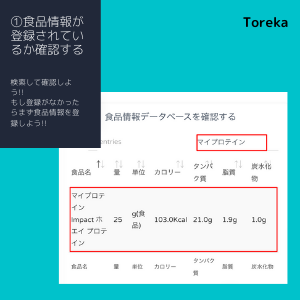 ①食品情報が
登録されてい
るか確認する
Toreka
検索して確認しよ
う!!
もし登録がなかった
らまず食品情報を登
録しよう!!
食品情報データベースを確認する
entries
マイプロテイン
食品名 量 単位 カロリー タンパク質 脂質 炭水化物
マイプロテイン Impact ホエイ プロテイン 25 g(食品) 103.0Kcal 21.0g 1.9g 1.0g
食品名 量 単位 カロリー タンパク質 脂質 炭水化物